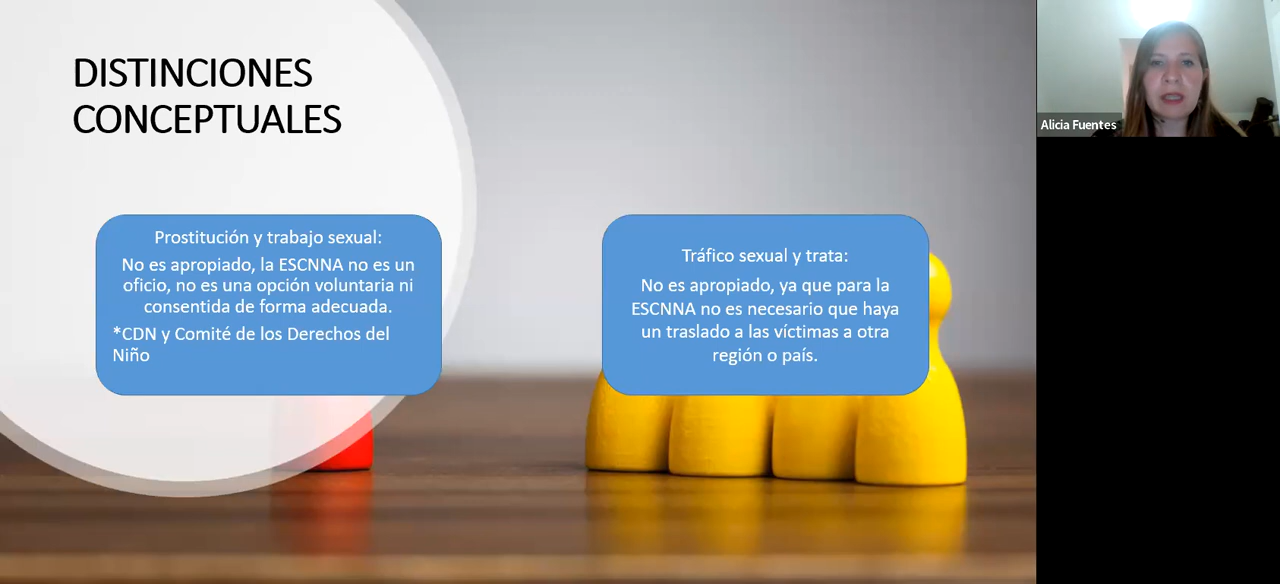 DISTINCIONES
CONCEPTUALES
Prostitución y trabajo sexual:
No es apropiado, la ESCNNA no es un
oficio, no es una opción voluntaria ni
consentida de forma adecuada.
*CDN y Comité de los Derechos del
Niño
Tráfico sexual y trata:
No es apropiado, ya que para la
ESCNNA no es necesario que haya
un traslado a las víctimas a otra
región o país.
Alicia Fuentes